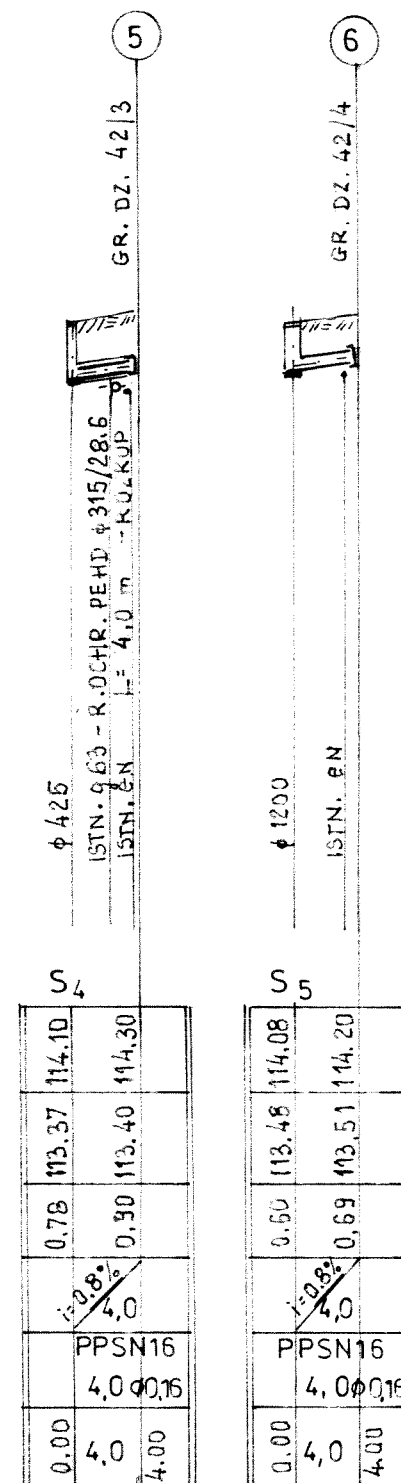 5
GR. DZ. 42/3
ϕ 425
ISTN. g63 - R.OCHR. PEHD ϕ 315/28.6
ISTN. eN L= 4,0 m
S4
114.10 114.30
113.37 113.40
0.78 0,90
i=0.8%
4,0
PPSN16
4,0 ϕ0,16
0.00 4,0 4.00
6
GR. DZ. 42/4
ϕ 1200
ISTN. eN
S5
114.08 114.20
113.48 113,51
0.60 0,69
i=0.8%
4,0
PPSN16
4,0ϕ0,16
0.00 4,0 4.00